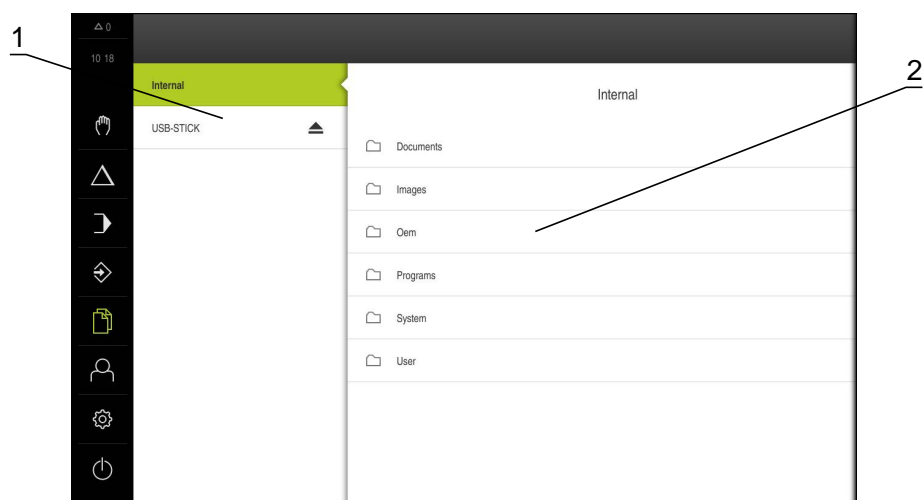 1
0
10 18
2
Internal
Internal
USB-STICK
Documents
Images
Oem
Programs
System
User